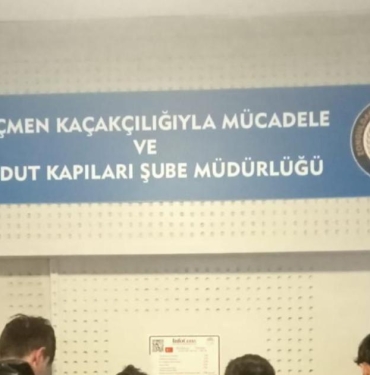 ÇMEN KAÇAKÇILIĞIYLA MÜCADELE
VE
DUT KAPILARI ŞUBE MÜDÜRLÜĞÜ